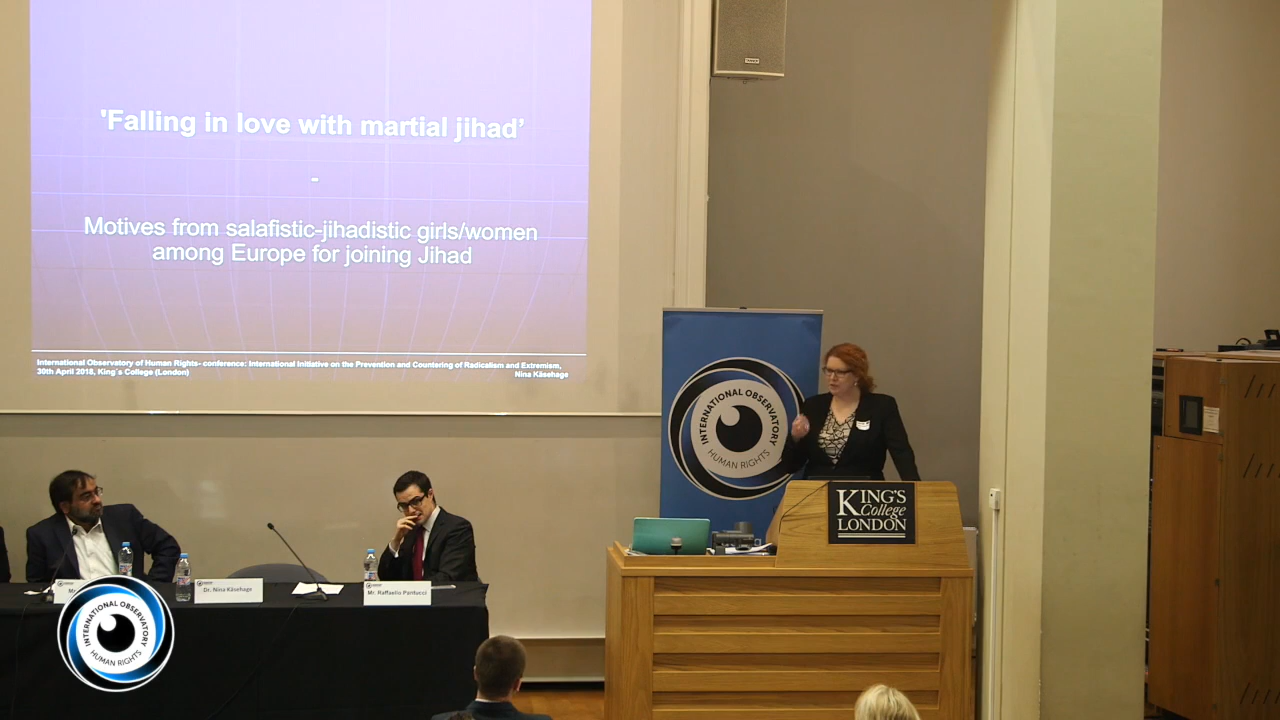 'Falling in love with martial jihad'
-
Motives from salafistic-jihadistic girls/women
among Europe for joining Jihad
International Observatory of Human Rights- conference: International Initiative on the Prevention and Countering of Radicalism and Extremism,
30th April 2018, King´s College (London)
Nina Käsehage
INTERNATIONAL OBSERVATORY
HUMAN RIGHTS
KING'S
College
LONDON
Mr.
Dr. Nina Käsehage
Mr. Raffaello Pantucci
INTERNATIONAL OBSERVATORY
HUMAN RIGHTS